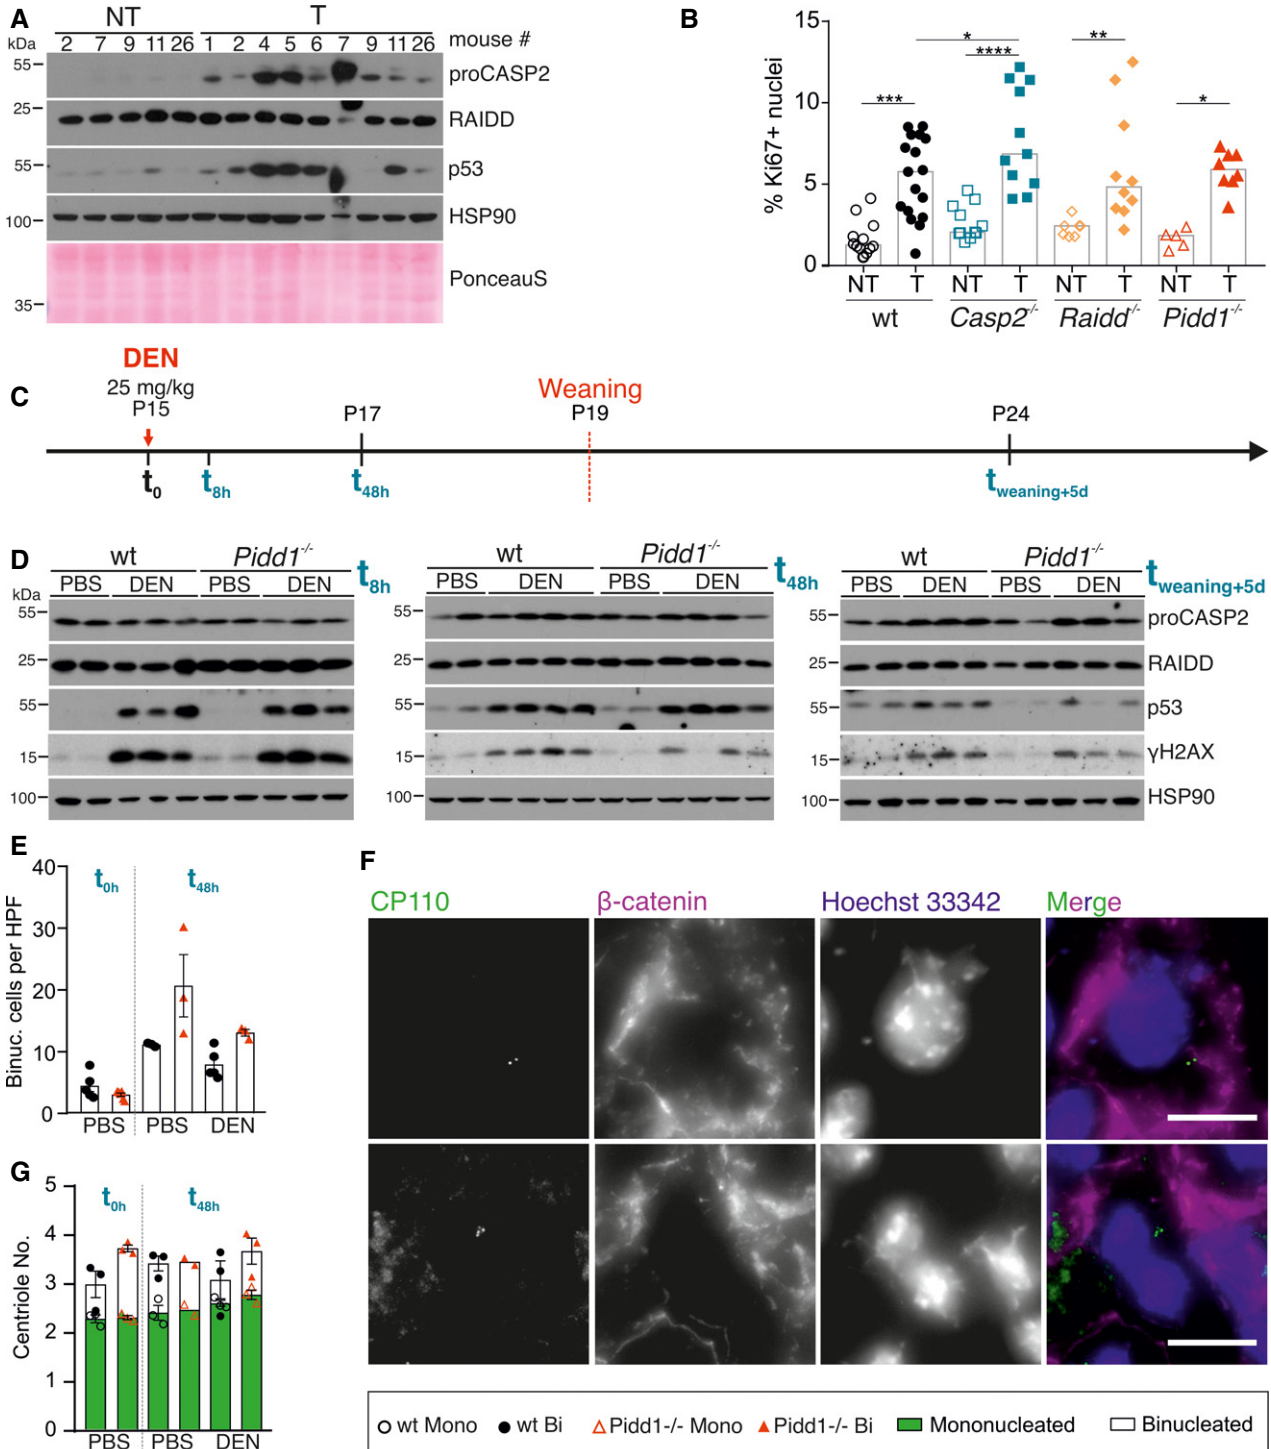 A
NT T
kDa 2 7 9 11 26 1 2 4 5 6 7 9 11 26 mouse #
55 proCASP2
25 RAIDD
55 p53
100 HSP90
35 PonceauS
B
% Ki67+ nuclei
15
10
5
0
*
****
**
***
*
NT T NT T NT T NT T
wt Casp2-/- Raidd-/- Pidd1-/-
C
DEN
25 mg/kg
P15
P17
Weaning
P19
P24
t0 t8h t48h tweaning+5d
D
wt Pidd1-/- t8h
PBS DEN PBS DEN
kDa
55
25
55
15
100
wt Pidd1-/- t48h
PBS DEN PBS DEN
55
25
55
15
100
wt Pidd1-/- tweaning+5d
PBS DEN PBS DEN
55 proCASP2
25 RAIDD
55 p53
15 γH2AX
100 HSP90
E
Binuc. cells per HPF
40
30
20
10
0
t0h t48h
PBS PBS DEN
F
CP110 β-catenin Hoechst 33342 Merge
G
Centriole No.
5
4
3
2
1
0
t0h t48h
PBS PBS DEN
wt Mono wt Bi Pidd1-/- Mono Pidd1-/- Bi Mononucleated Binucleated